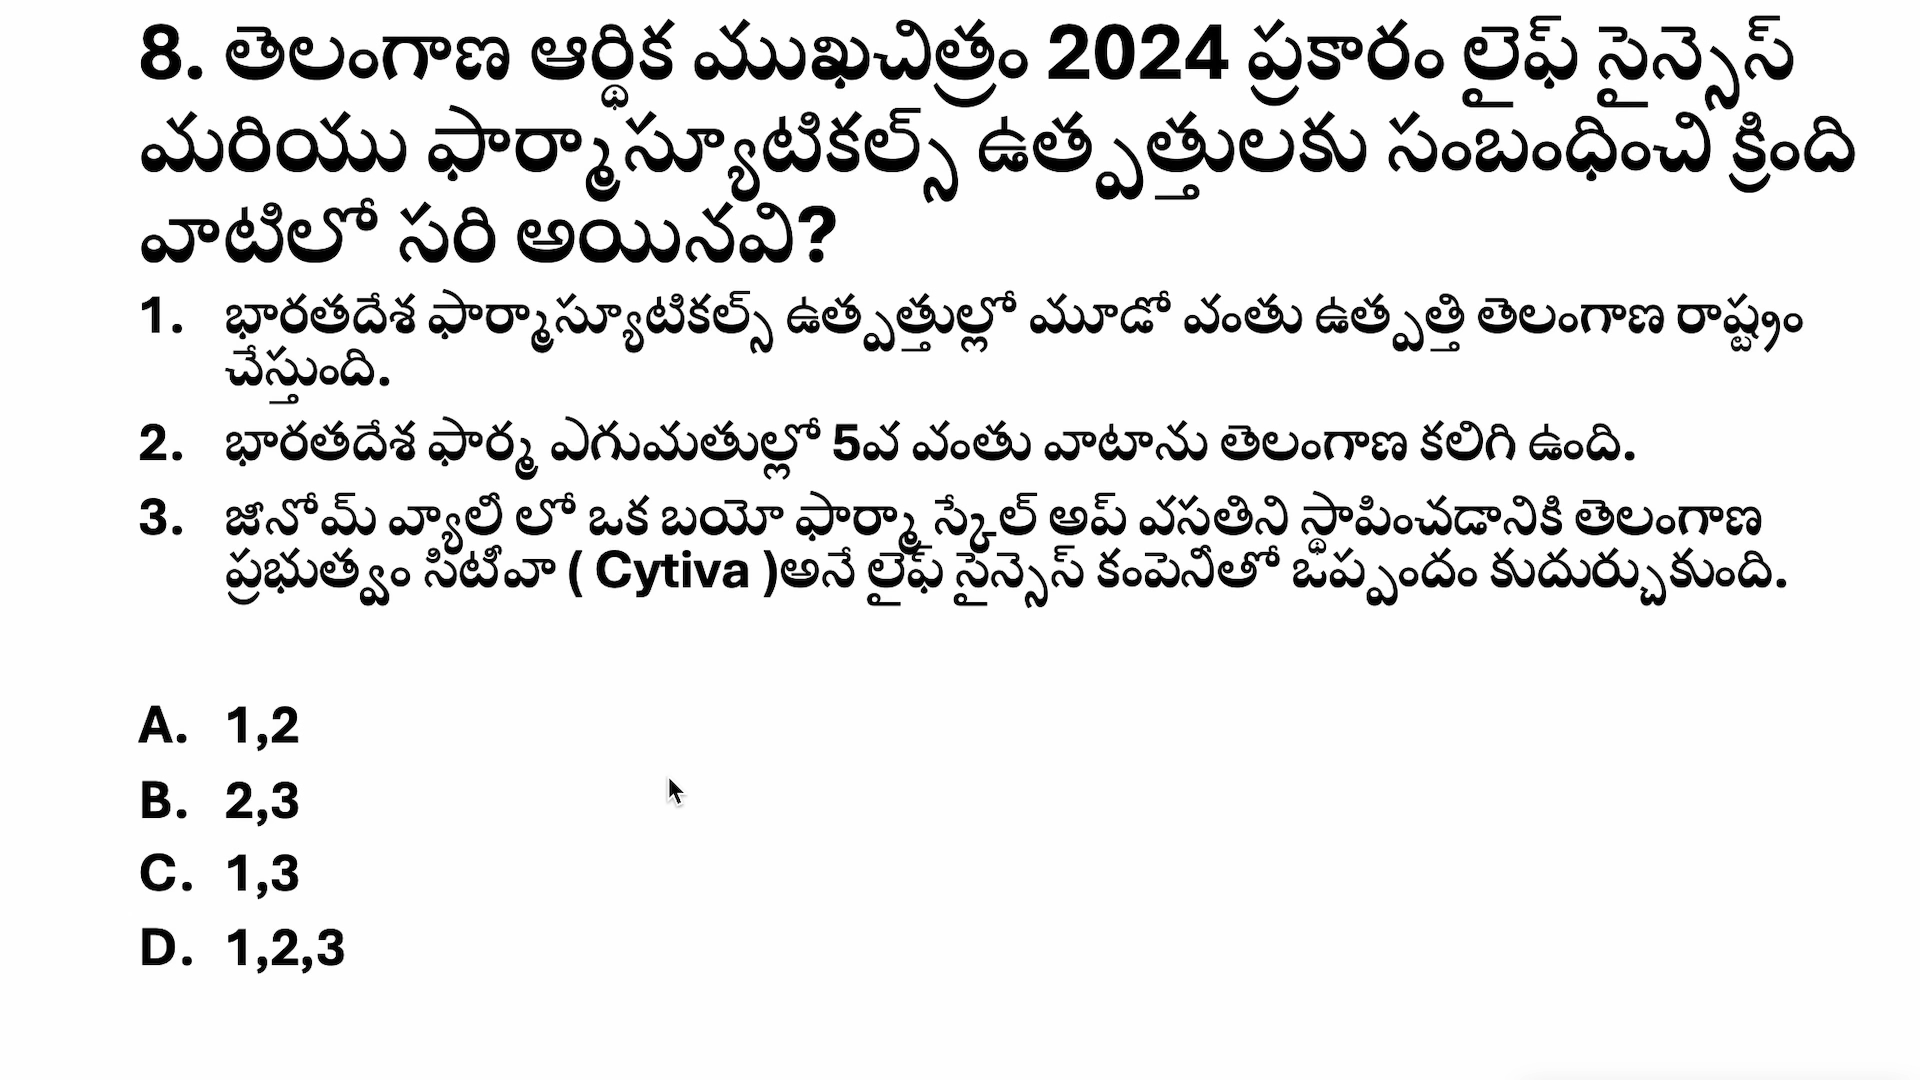 8. తెలంగాణ ఆర్థిక ముఖచిత్రం 2024 ప్రకారం లైఫ్ సైన్సెస్
మరియు ఫార్మాస్యూటికల్స్ ఉత్పత్తులకు సంబంధించి క్రింది
వాటిలో సరి అయినవి?
1. భారతదేశ ఫార్మాస్యూటికల్స్ ఉత్పత్తుల్లో మూడో వంతు ఉత్పత్తి తెలంగాణ రాష్ట్రం
చేస్తుంది.
2. భారతదేశ ఫార్మ ఎగుమతుల్లో 5వ వంతు వాటాను తెలంగాణ కలిగి ఉంది.
3. జీనోమ్ వ్యాలీ లో ఒక బయో ఫార్మా స్కేల్ అప్ వసతిని స్థాపించడానికి తెలంగాణ
ప్రభుత్వం సిటీవా ( Cytiva )అనే లైఫ్ సైన్సెస్ కంపెనీతో ఒప్పందం కుదుర్చుకుంది.
A. 1,2
B. 2,3
C. 1,3
D. 1,2,3